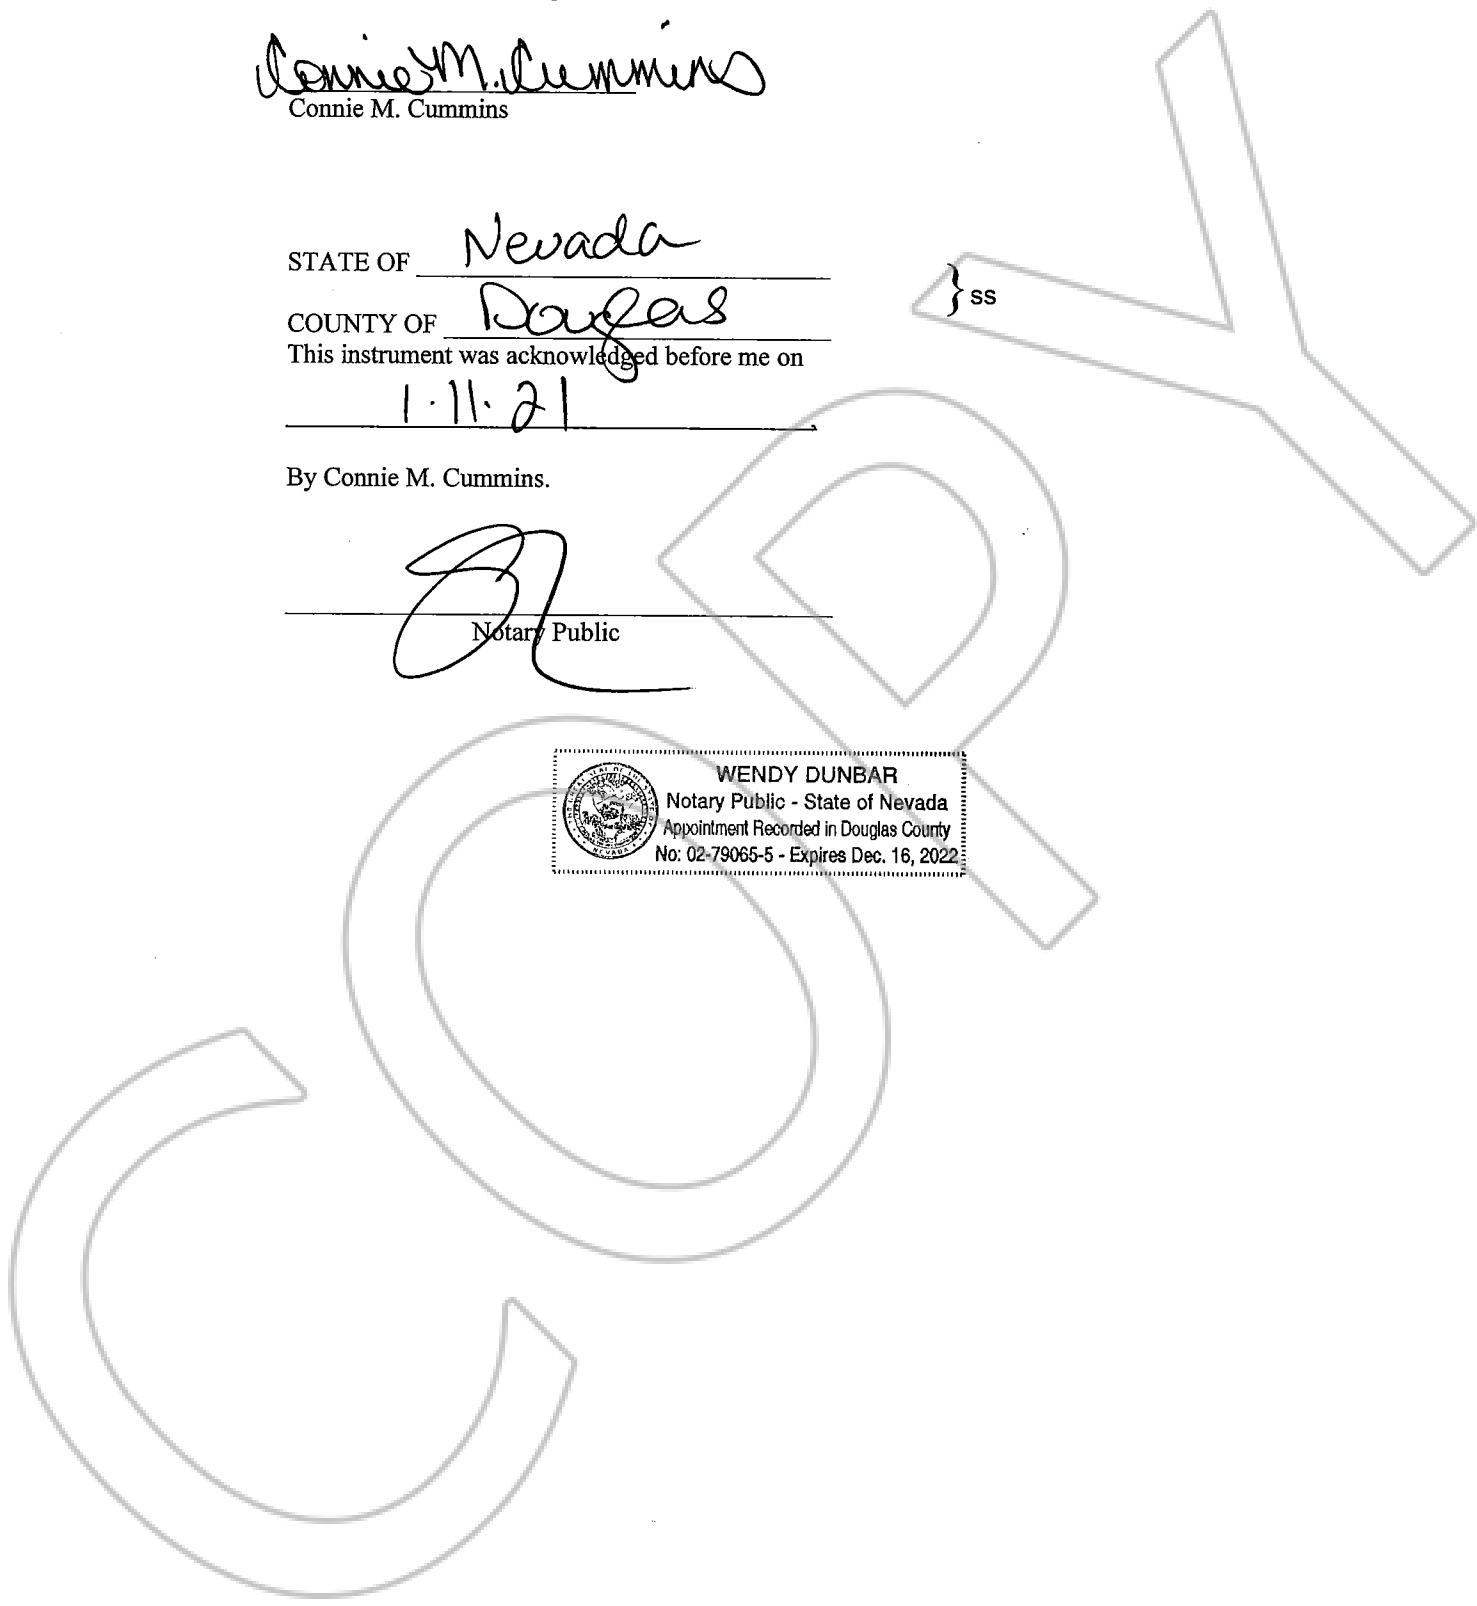 Connie M. Cummins
Connie M. Cummins
STATE OF Nevada
} ss
COUNTY OF Douglas
This instrument was acknowledged before me on
1.11.21
By Connie M. Cummins.
Notary Public
WENDY DUNBAR
Notary Public - State of Nevada
Appointment Recorded in Douglas County
No: 02-79065-5 - Expires Dec. 16, 2022
COPY